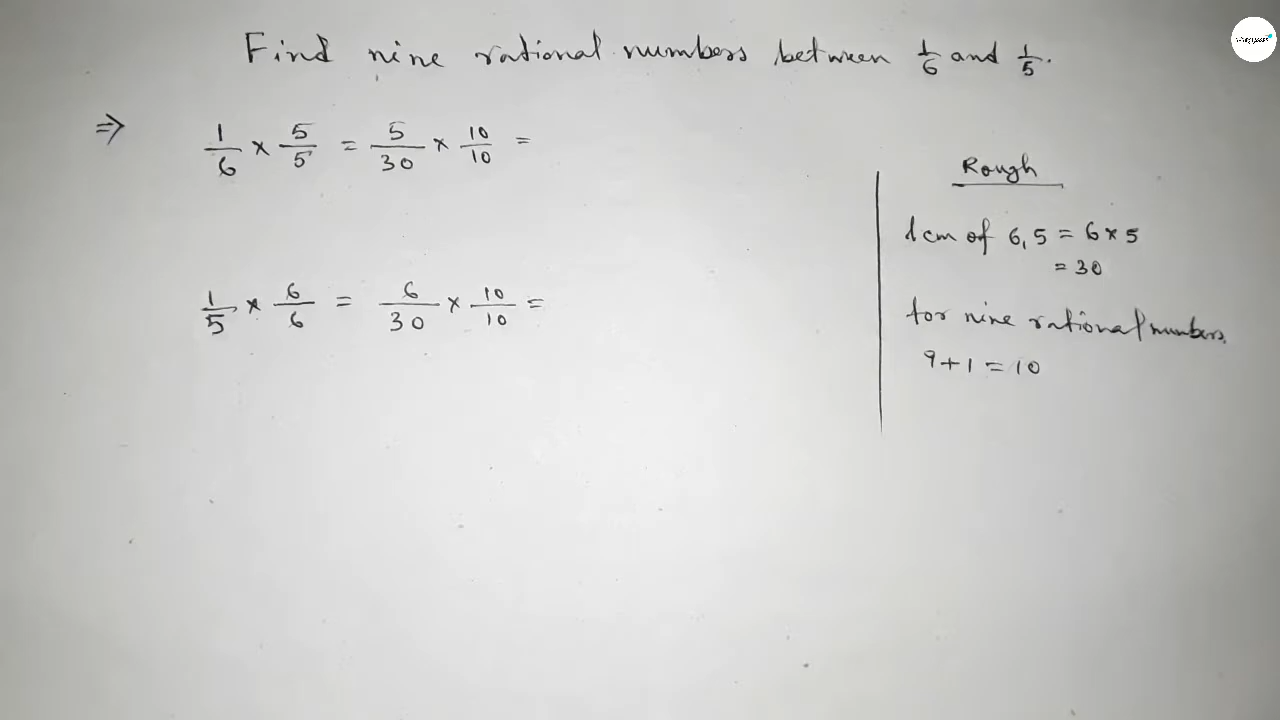 Find nine rational numbers between 1/6 and 1/5.
⇒ 1/6 × 5/5 = 5/30 × 10/10 =
1/5 × 6/6 = 6/30 × 10/10 =
Rough
lcm of 6,5 = 6×5
= 30
for nine rational numbers.
9+1 = 10